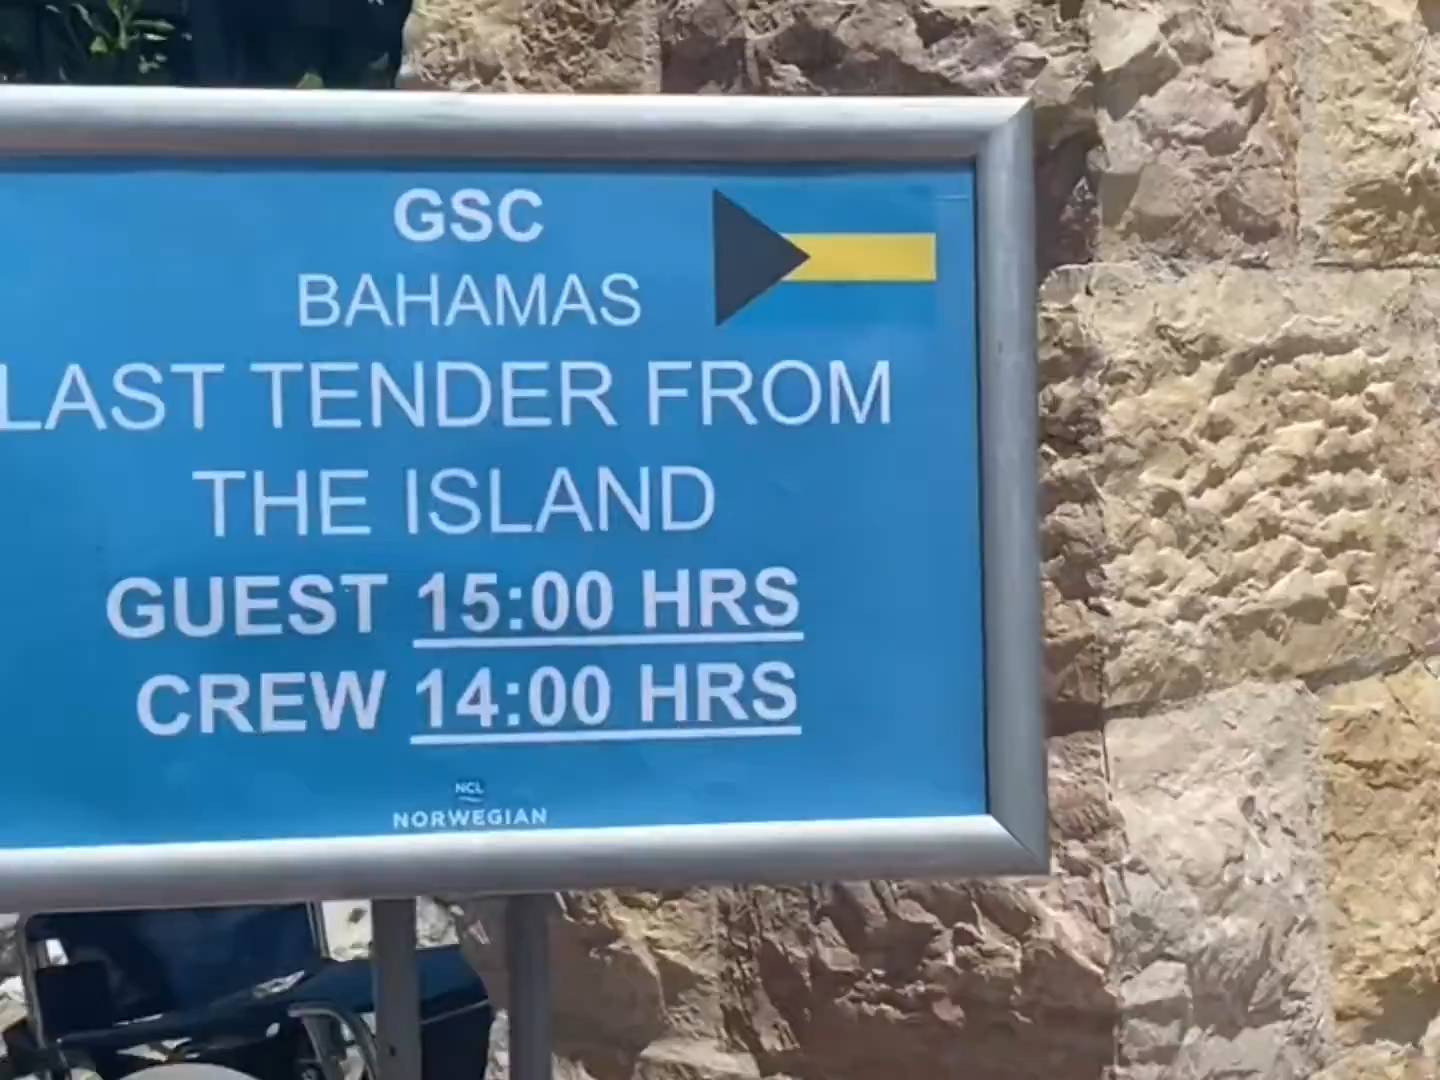 GSC
BAHAMAS
LAST TENDER FROM
THE ISLAND
GUEST 15:00 HRS
CREW 14:00 HRS
NCL
NORWEGIAN